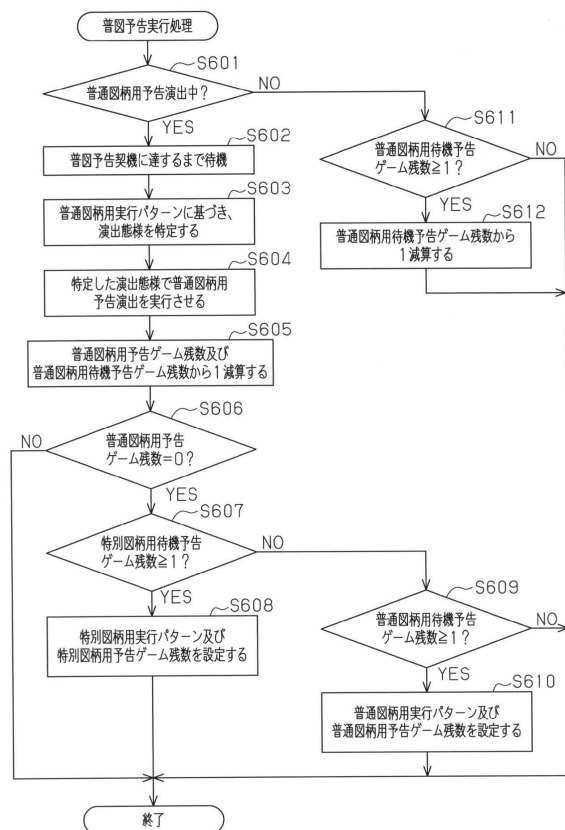 普図予告実行処理
S601
普通図柄用予告演出中?
NO
YES
S602
普図予告契機に達するまで待機
S603
普通図柄用実行パターンに基づき、
演出態様を特定する
S604
特定した演出態様で普通図柄用
予告演出を実行させる
S605
普通図柄用予告ゲーム残数及び
普通図柄用待機予告ゲーム残数から1減算する
S606
普通図柄用予告
ゲーム残数=0?
NO
YES
S607
特別図柄用待機予告
ゲーム残数≧1?
NO
YES
S608
特別図柄用実行パターン及び
特別図柄用予告ゲーム残数を設定する
S609
普通図柄用待機予告
ゲーム残数≧1?
NO
YES
S610
普通図柄用実行パターン及び
普通図柄用予告ゲーム残数を設定する
S611
普通図柄用待機予告
ゲーム残数≧1?
NO
YES
S612
普通図柄用待機予告ゲーム残数から
1減算する
終了